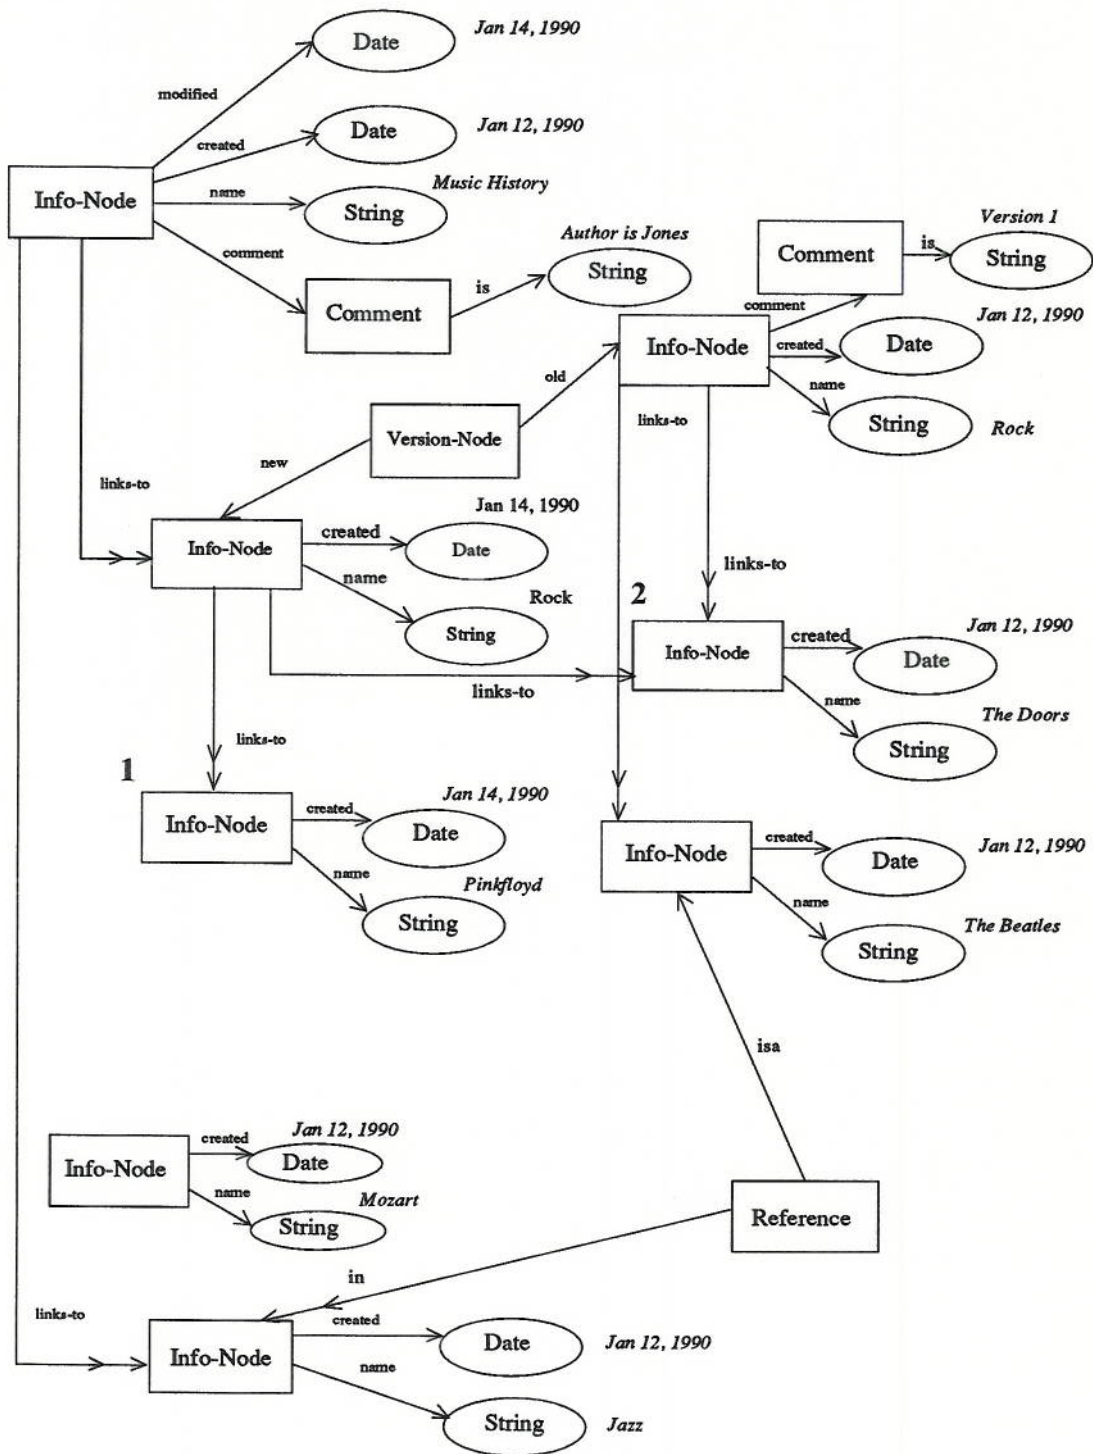 Jan 14, 1990
Date
modified
Jan 12, 1990
Date
created
Music History
name
Info-Node
String
comment
Author is Jones
String
is
Comment
Version 1
is
String
Comment
comment
Jan 12, 1990
Info-Node
created
Date
name
String
Rock
old
links-to
Version-Node
new
links-to
Jan 14, 1990
created
Date
Info-Node
name
Rock
String
links-to
2
Jan 12, 1990
created
Date
Info-Node
name
The Doors
String
links-to
links-to
1
Jan 14, 1990
created
Date
Info-Node
name
Pinkfloyd
String
Jan 12, 1990
created
Date
Info-Node
name
The Beatles
String
isa
Jan 12, 1990
created
Date
Info-Node
name
Mozart
String
Reference
in
links-to
created
Date
Jan 12, 1990
Info-Node
name
String
Jazz